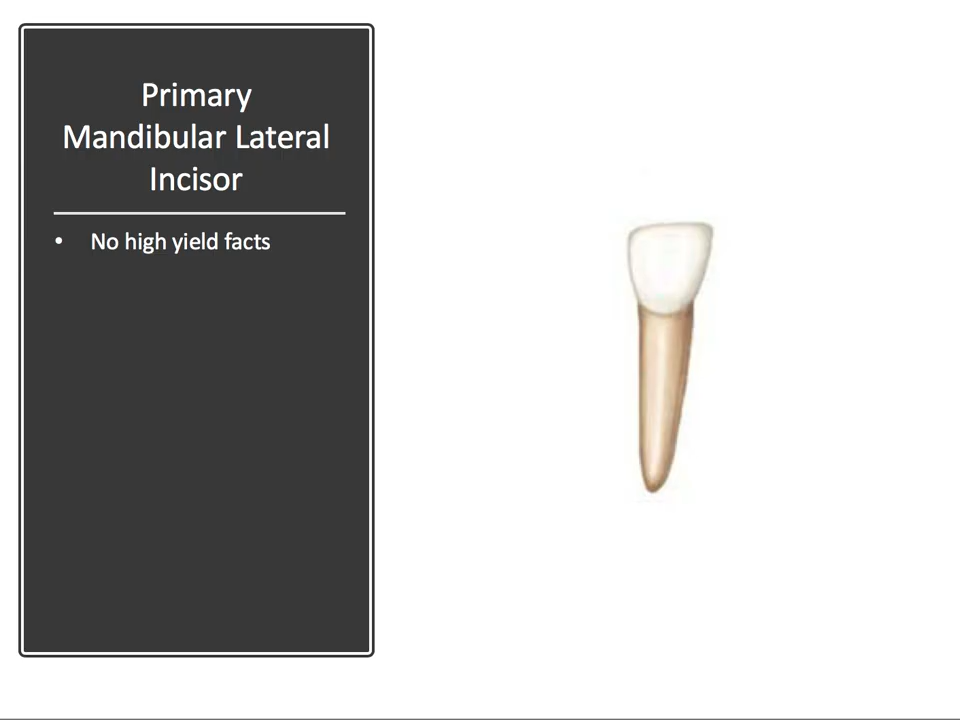 Primary
Mandibular Lateral
Incisor
• No high yield facts